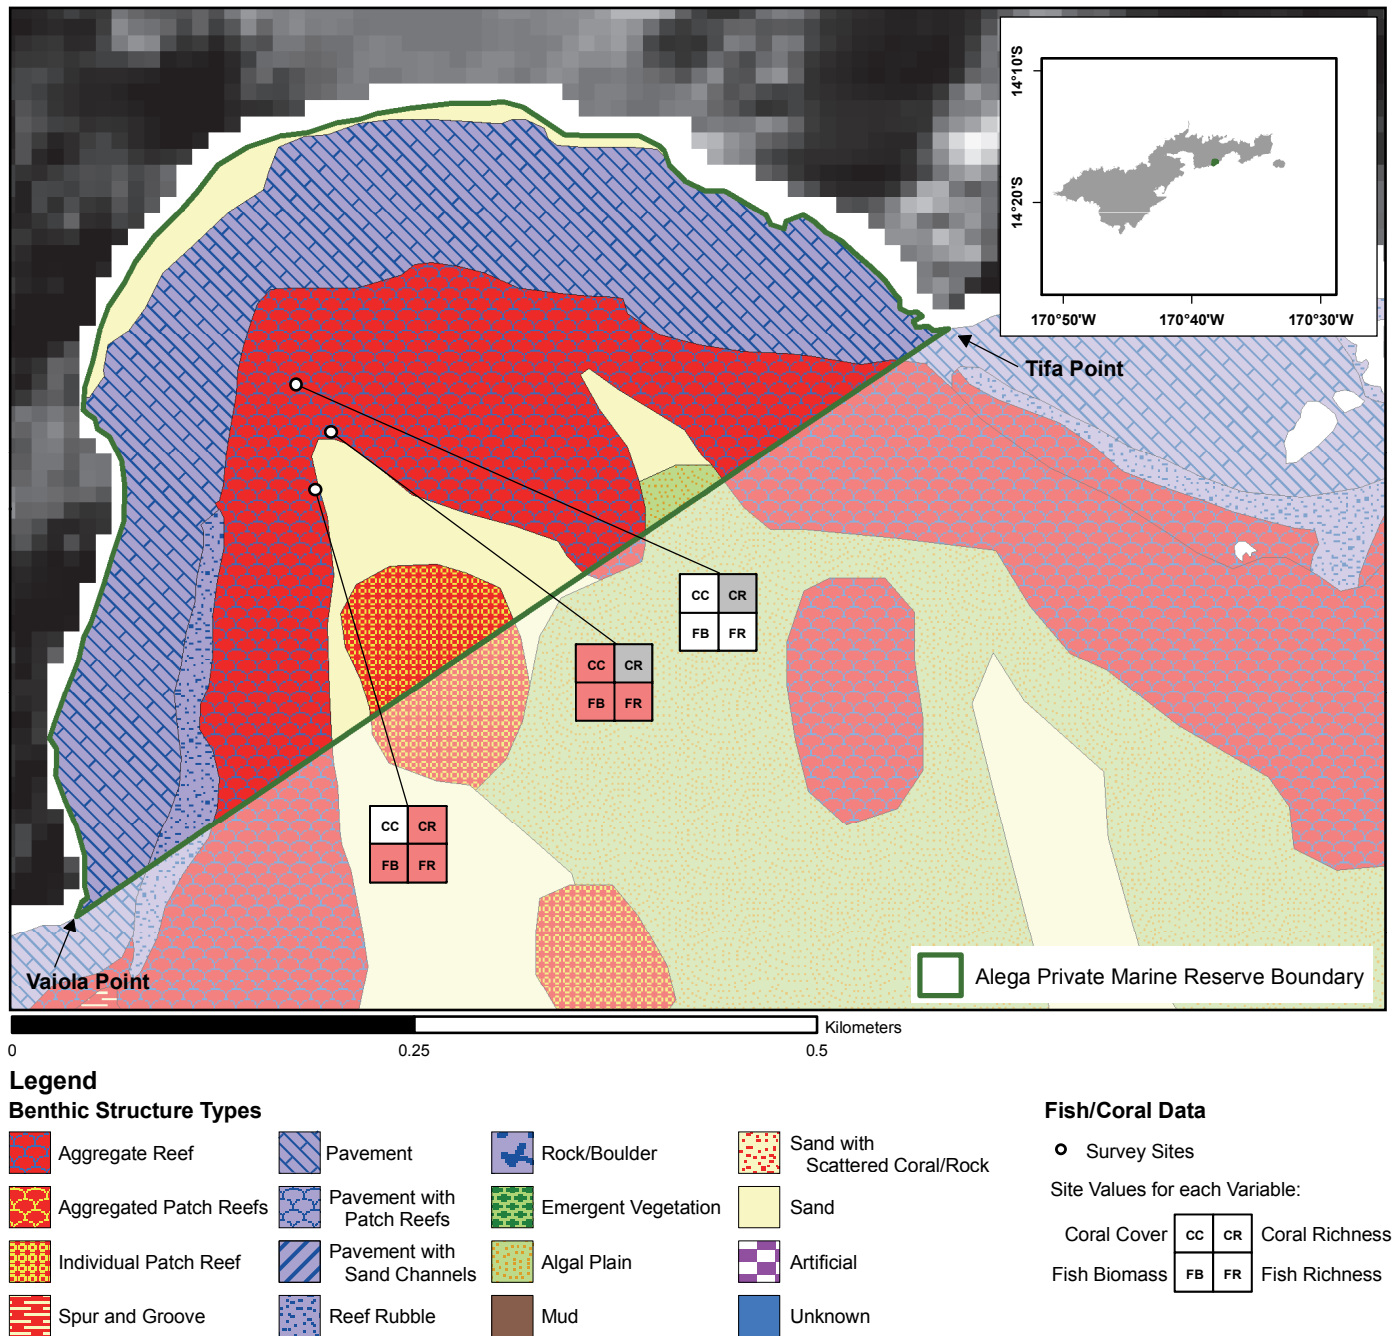 14°10'S
14°20'S
170°50'W
170°40'W
170°30'W
Tifa Point
CC CR
FB FR
CC CR
FB FR
CC CR
FB FR
Vaiola Point
Alega Private Marine Reserve Boundary
Kilometers
0 0.25 0.5
Legend
Benthic Structure Types
Aggregate Reef
Aggregated Patch Reefs
Individual Patch Reef
Spur and Groove
Pavement
Pavement with
Patch Reefs
Pavement with
Sand Channels
Reef Rubble
Rock/Boulder
Emergent Vegetation
Algal Plain
Mud
Sand with
Scattered Coral/Rock
Sand
Artificial
Unknown
Fish/Coral Data
Survey Sites
Site Values for each Variable:
Coral Cover CC CR Coral Richness
Fish Biomass FB FR Fish Richness